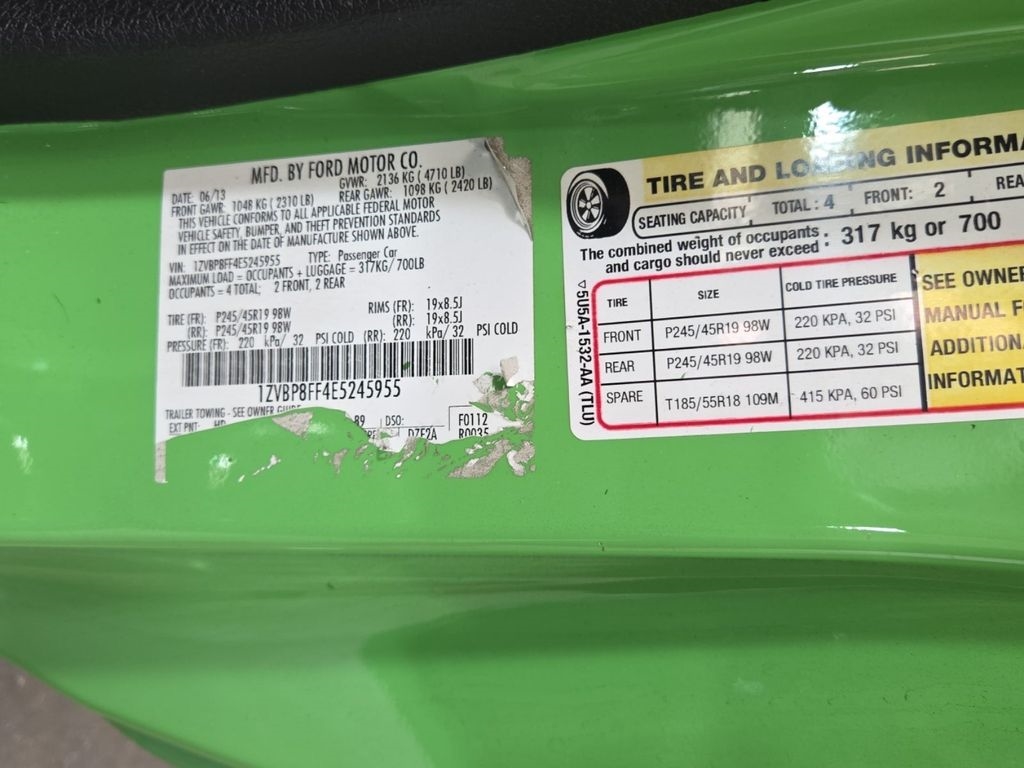 MFD. BY FORD MOTOR CO.
DATE: 06/13 GVWR: 2136 KG ( 4710 LB)
FRONT GAWR: 1048 KG ( 2310 LB) REAR GAWR: 1098 KG ( 2420 LB)
THIS VEHICLE CONFORMS TO ALL APPLICABLE FEDERAL MOTOR
VEHICLE SAFETY, BUMPER, AND THEFT PREVENTION STANDARDS
IN EFFECT ON THE DATE OF MANUFACTURE SHOWN ABOVE.
VIN: 1ZVBP8FF4E5245955 TYPE: Passenger Car
MAXIMUM LOAD = OCCUPANTS + LUGGAGE = 317KG/ 700LB
OCCUPANTS = 4 TOTAL; 2 FRONT, 2 REAR
TIRE (FR): P245/45R19 98W RIMS (FR): 19x8.5J
(RR): P245/45R19 98W (RR): 19x8.5J
PRESSURE (FR): 220 kPa/ 32 PSI COLD (RR): 220 kPa/ 32 PSI COLD
1ZVBP8FF4E5245955
TRAILER TOWING - SEE OWNER GUIDE
EXT PNT: DSO: F0112
R0035
TIRE AND LOADING INFORMA
SEATING CAPACITY TOTAL: 4 FRONT: 2 REA
The combined weight of occupants
and cargo should never exceed : 317 kg or 700
▽5U5A-1532-AA (TLU)
TIRE SIZE COLD TIRE PRESSURE
FRONT P245/45R19 98W 220 KPA, 32 PSI
REAR P245/45R19 98W 220 KPA, 32 PSI
SPARE T185/55R18 109M 415 KPA, 60 PSI
SEE OWNER
MANUAL F
ADDITION
INFORMAT